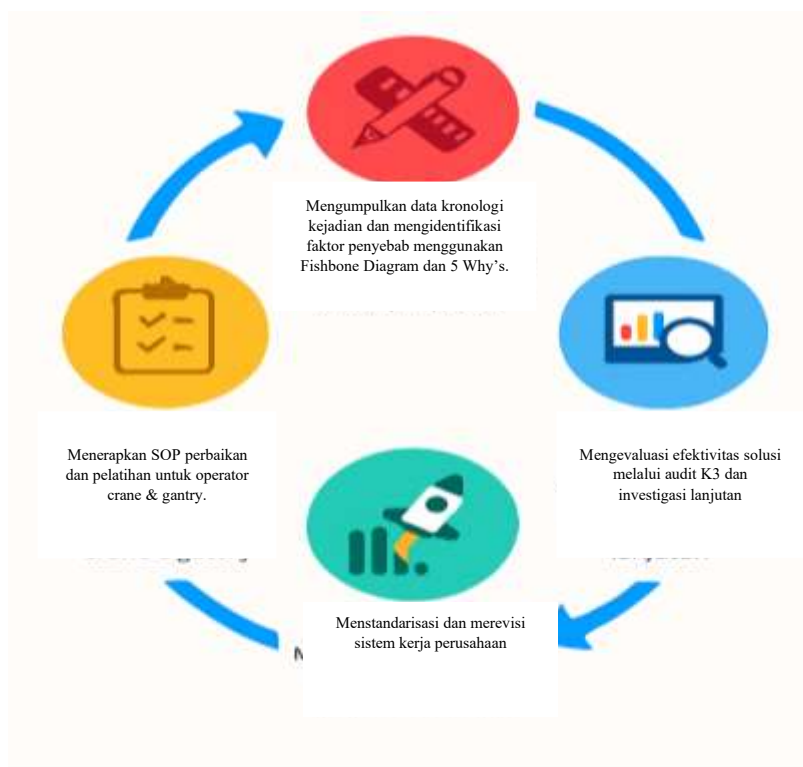 Mengumpulkan data kronologi
kejadian dan mengidentifikasi
faktor penyebab menggunakan
Fishbone Diagram dan 5 Why’s.
Menerapkan SOP perbaikan
dan pelatihan untuk operator
crane & gantry.
Mengevaluasi efektivitas solusi
melalui audit K3 dan
investigasi lanjutan
Menstandarisasi dan merevisi
sistem kerja perusahaan